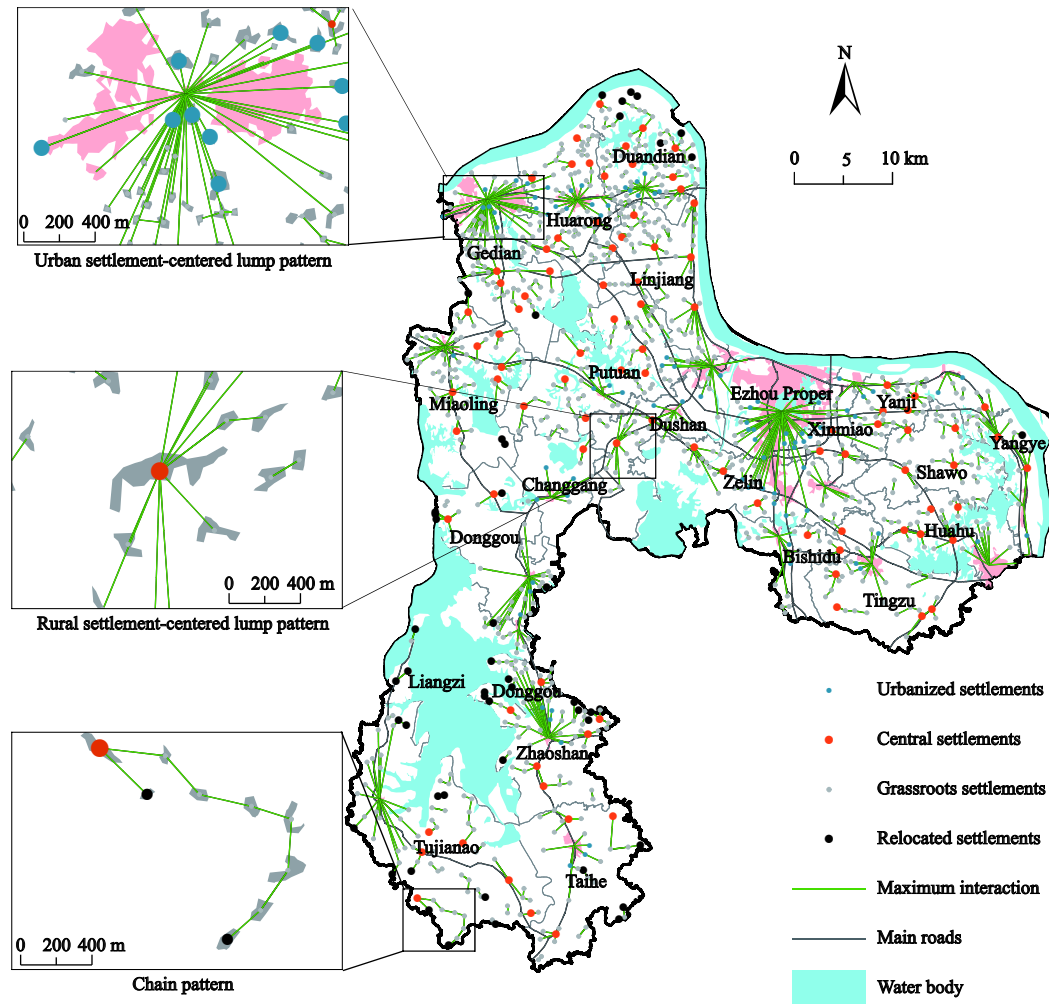 N
0 5 10 km
Duandian
Huarong
Gedian
Linjiang
0 200 400 m
Urban settlement-centered lump pattern
Putuan
Miaoling
Ezhou Proper
Yanji
Dushan
Xinmiao
Yangye
Zelin
Shawo
Changgang
Huahu
Donggou
Bishidu
Tingzu
0 200 400 m
Rural settlement-centered lump pattern
Liangzi
Donggou
Zhaoshan
Tujianao
Taihe
0 200 400 m
Chain pattern
Urbanized settlements
Central settlements
Grassroots settlements
Relocated settlements
Maximum interaction
Main roads
Water body